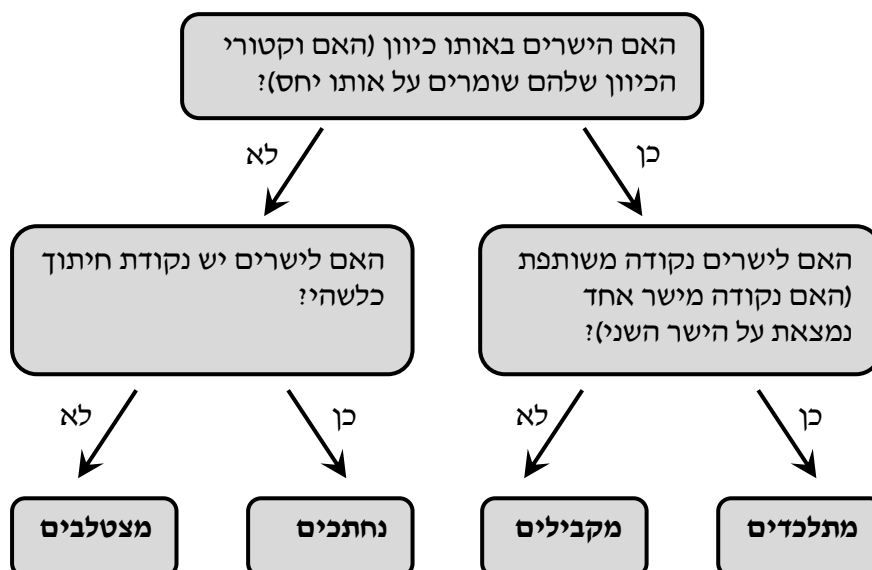 האם הישרים באותו כיוון (האם וקטורי
הכיוון שלהם שומרים על אותו יחס)?
כן
לא
האם לישרים נקודה משותפת
(האם נקודה מישר אחד
נמצאת על הישר השני)?
האם לישרים יש נקודת חיתוך
כלשהי?
כן
לא
כן
לא
מתלכדים
מקבילים
נחתכים
מצטלבים